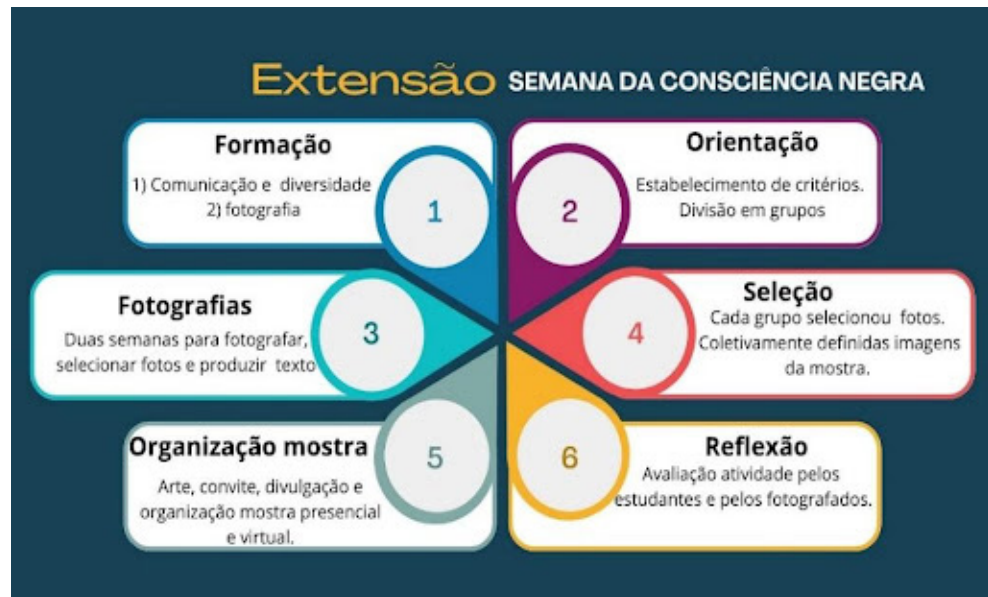 Extensão SEMANA DA CONSCIÊNCIA NEGRA
Formação
1) Comunicação e diversidade
2) fotografia
1
Orientação
Estabelecimento de critérios.
Divisão em grupos
2
Fotografias
Duas semanas para fotografar,
selecionar fotos e produzir texto
3
Seleção
Cada grupo selecionou fotos.
Coletivamente definidas imagens
da mostra.
4
Organização mostra
Arte, convite, divulgação e
organização mostra presencial
e virtual.
5
Reflexão
Avaliação atividade pelos
estudantes e pelos fotografados.
6